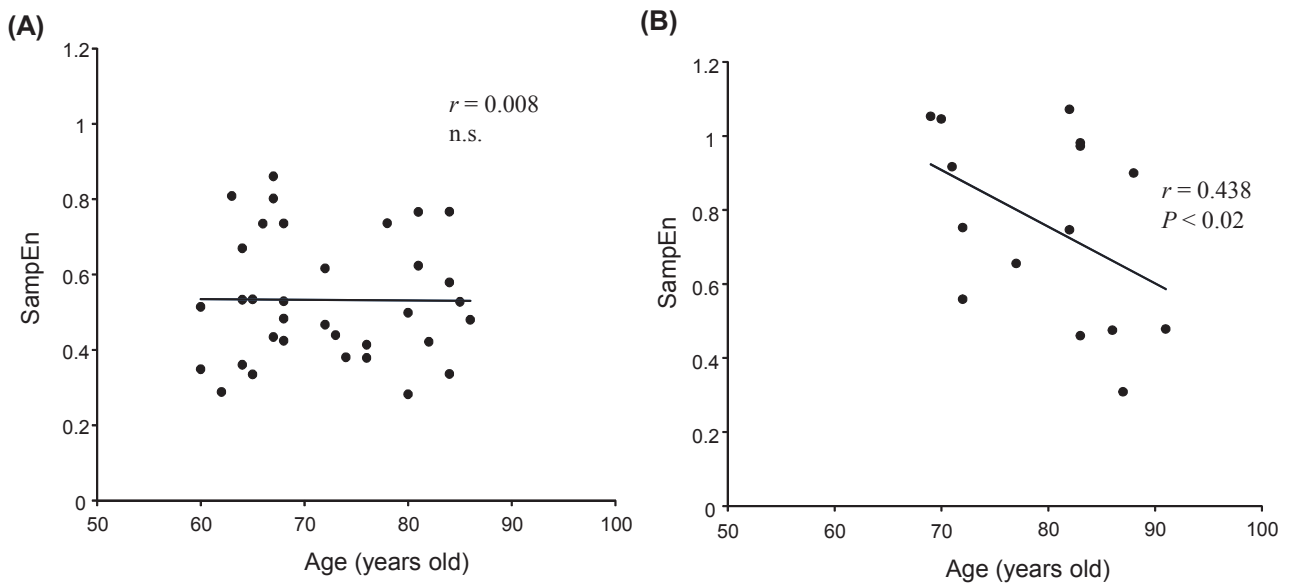 (A)
1.2
1
0.8
0.6
0.4
0.2
0
SampEn
r = 0.008
n.s.
50 60 70 80 90 100
Age (years old)
(B)
1.2
1
0.8
0.6
0.4
0.2
0
SampEn
r = 0.438
P < 0.02
50 60 70 80 90 100
Age (years old)